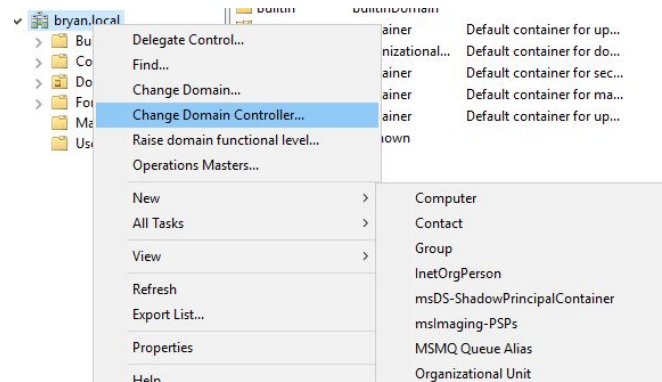 bryan.local
Builtin builtinDomain
Bu
Co
Do
For
Ma
Use
ainer Default container for up...
nizational... Default container for do...
ainer Default container for sec...
ainer Default container for ma...
ainer Default container for up...
nown
Delegate Control...
Find...
Change Domain...
Change Domain Controller...
Raise domain functional level...
Operations Masters...
New >
All Tasks >
View >
Refresh
Export List...
Properties
Help
Computer
Contact
Group
InetOrgPerson
msDS-ShadowPrincipalContainer
msImaging-PSPs
MSMQ Queue Alias
Organizational Unit